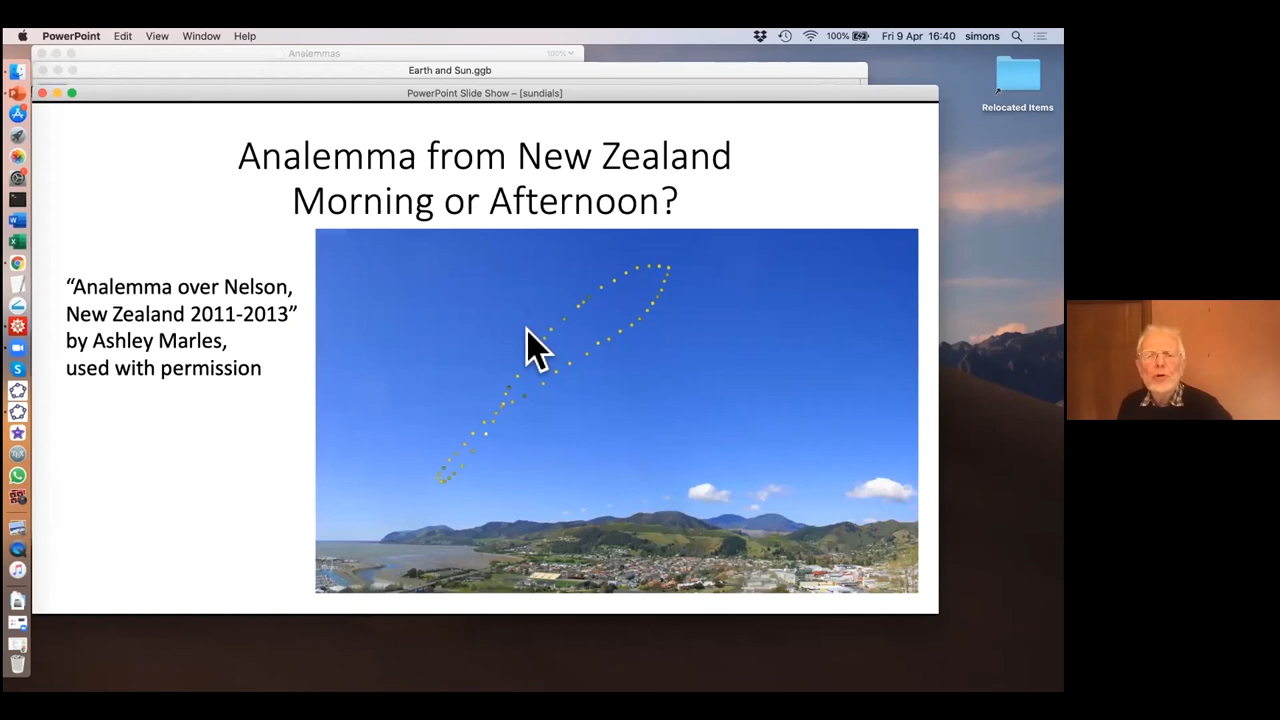 PowerPoint Edit View Window Help 100% Fri 9 Apr 16:40 simons
Analemmas 100%
Earth and Sun.ggb
PowerPoint Slide Show – [sundials]
Relocated Items
Analemma from New Zealand
Morning or Afternoon?
“Analemma over Nelson,
New Zealand 2011-2013”
by Ashley Marles,
used with permission